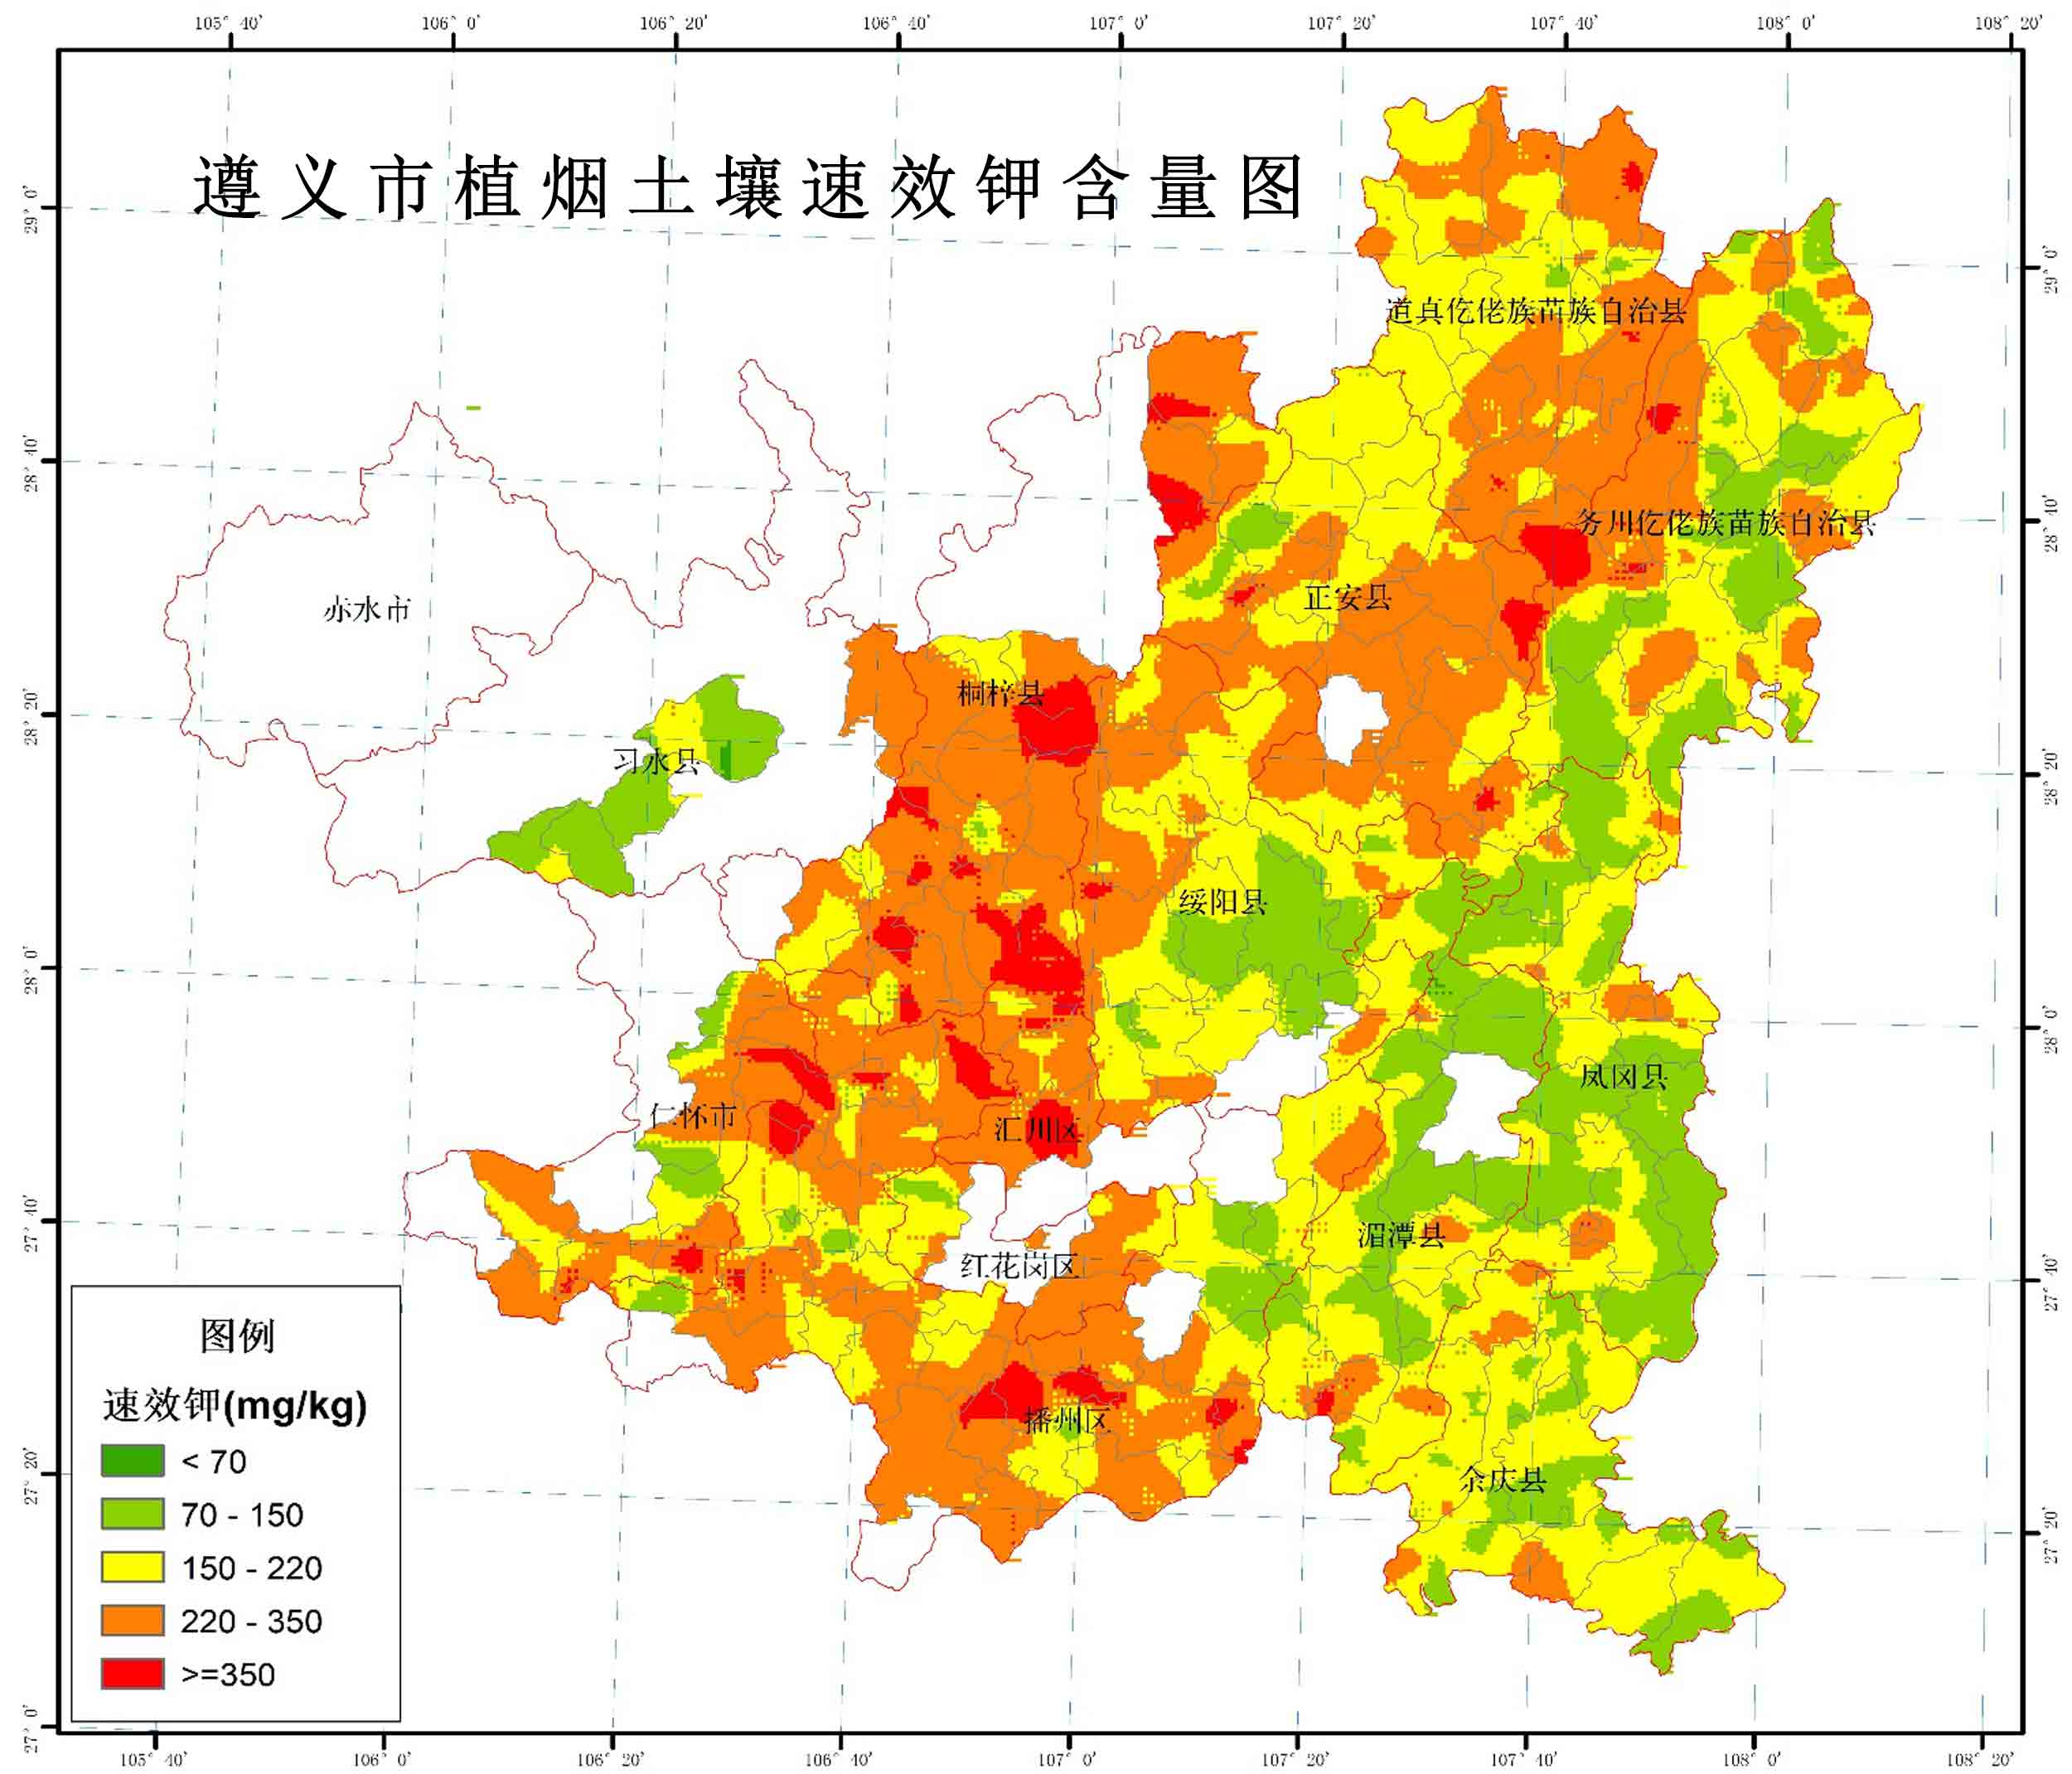 105° 40′ 106° 0′ 106° 20′ 106° 40′ 107° 0′ 107° 20′ 107° 40′ 108° 0′ 108° 20′
遵义市植烟土壤速效钾含量图
29° 0′
28° 40′
28° 20′
28° 0′
27° 40′
27° 20′
27° 0′
29° 0′
28° 40′
28° 20′
28° 0′
27° 40′
27° 20′
道真仡佬族苗族自治县
务川仡佬族苗族自治县
正安县
赤水市
桐梓县
习水县
绥阳县
凤冈县
仁怀市
汇川区
湄潭县
红花岗区
播州区
余庆县
图例
速效钾(mg/kg)
< 70
70 - 150
150 - 220
220 - 350
>=350
105° 40′ 106° 0′ 106° 20′ 106° 40′ 107° 0′ 107° 20′ 107° 40′ 108° 0′ 108° 20′